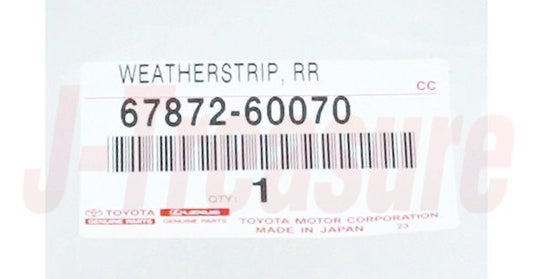 WEATHERSTRIP, RR
CC
67872-60070
J-Treasure
QTY: 1
TOYOTA LEXUS TOYOTA MOTOR CORPORATION
GENUINE PARTS GENUINE PARTS MADE IN JAPAN 23